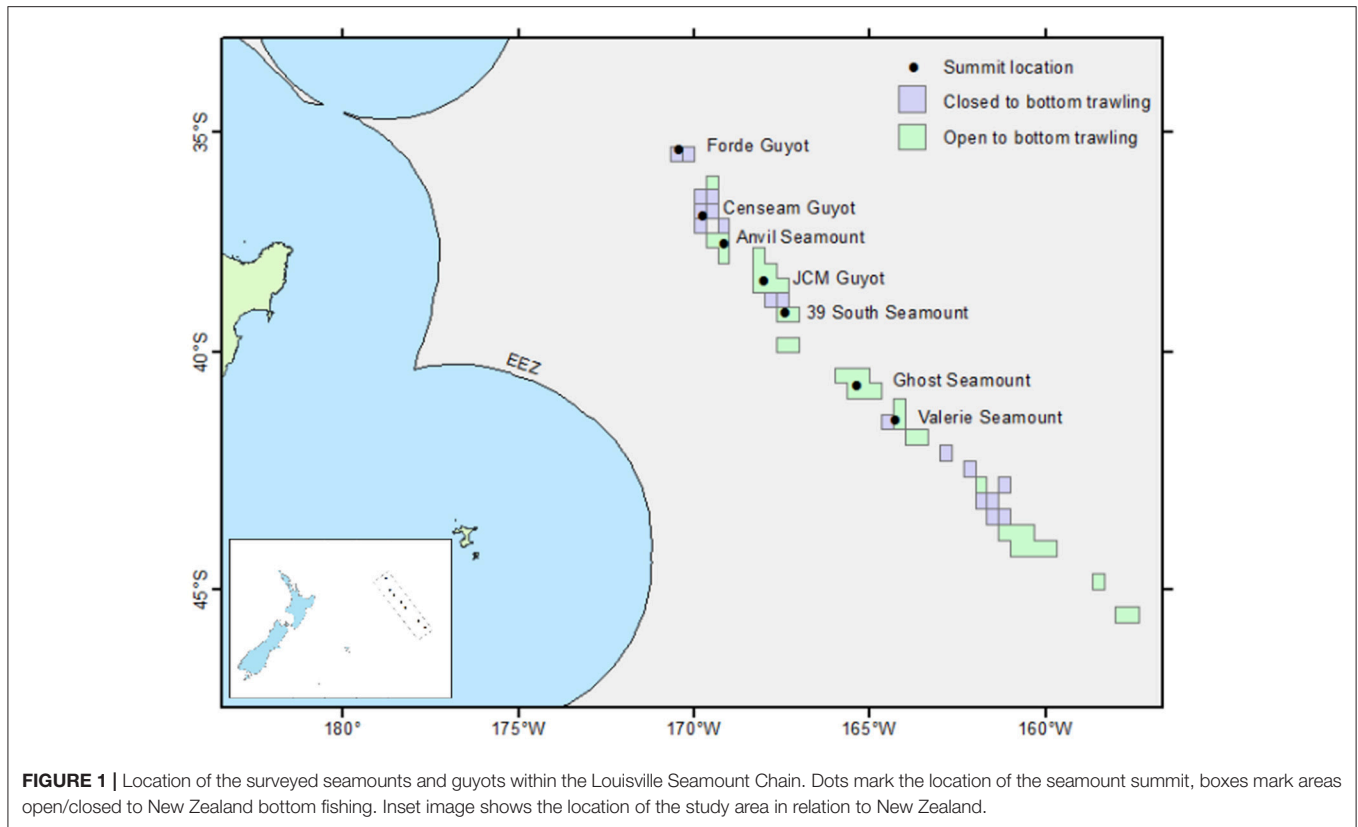 Summit location
Closed to bottom trawling
Open to bottom trawling
35°S
Forde Guyot
Censeam Guyot
Anvil Seamount
JCM Guyot
39 South Seamount
40°S
EEZ
Ghost Seamount
Valerie Seamount
45°S
180°
175°W
170°W
165°W
160°W
FIGURE 1 | Location of the surveyed seamounts and guyots within the Louisville Seamount Chain. Dots mark the location of the seamount summit, boxes mark areas
open/closed to New Zealand bottom fishing. Inset image shows the location of the study area in relation to New Zealand.